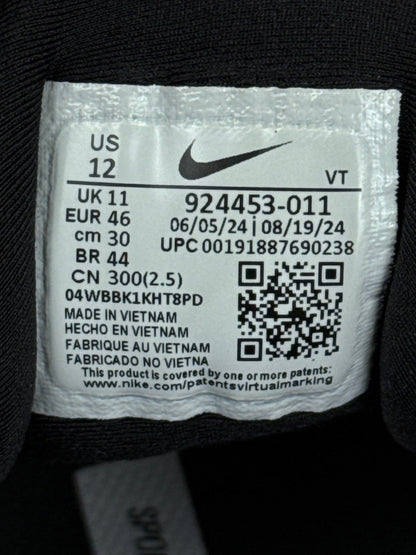 US
12
VT
UK 11
EUR 46
cm 30
BR 44
CN 300(2.5)
04WBBK1KHT8PD
924453-011
06/05/24 | 08/19/24
UPC 00191887690238
MADE IN VIETNAM
HECHO EN VIETNAM
FABRIQUE AU VIETNAM
FABRICADO NO VIETNA
This product is covered by one or more patents:
www.nike.com/patentsvirtualmarking
SPO